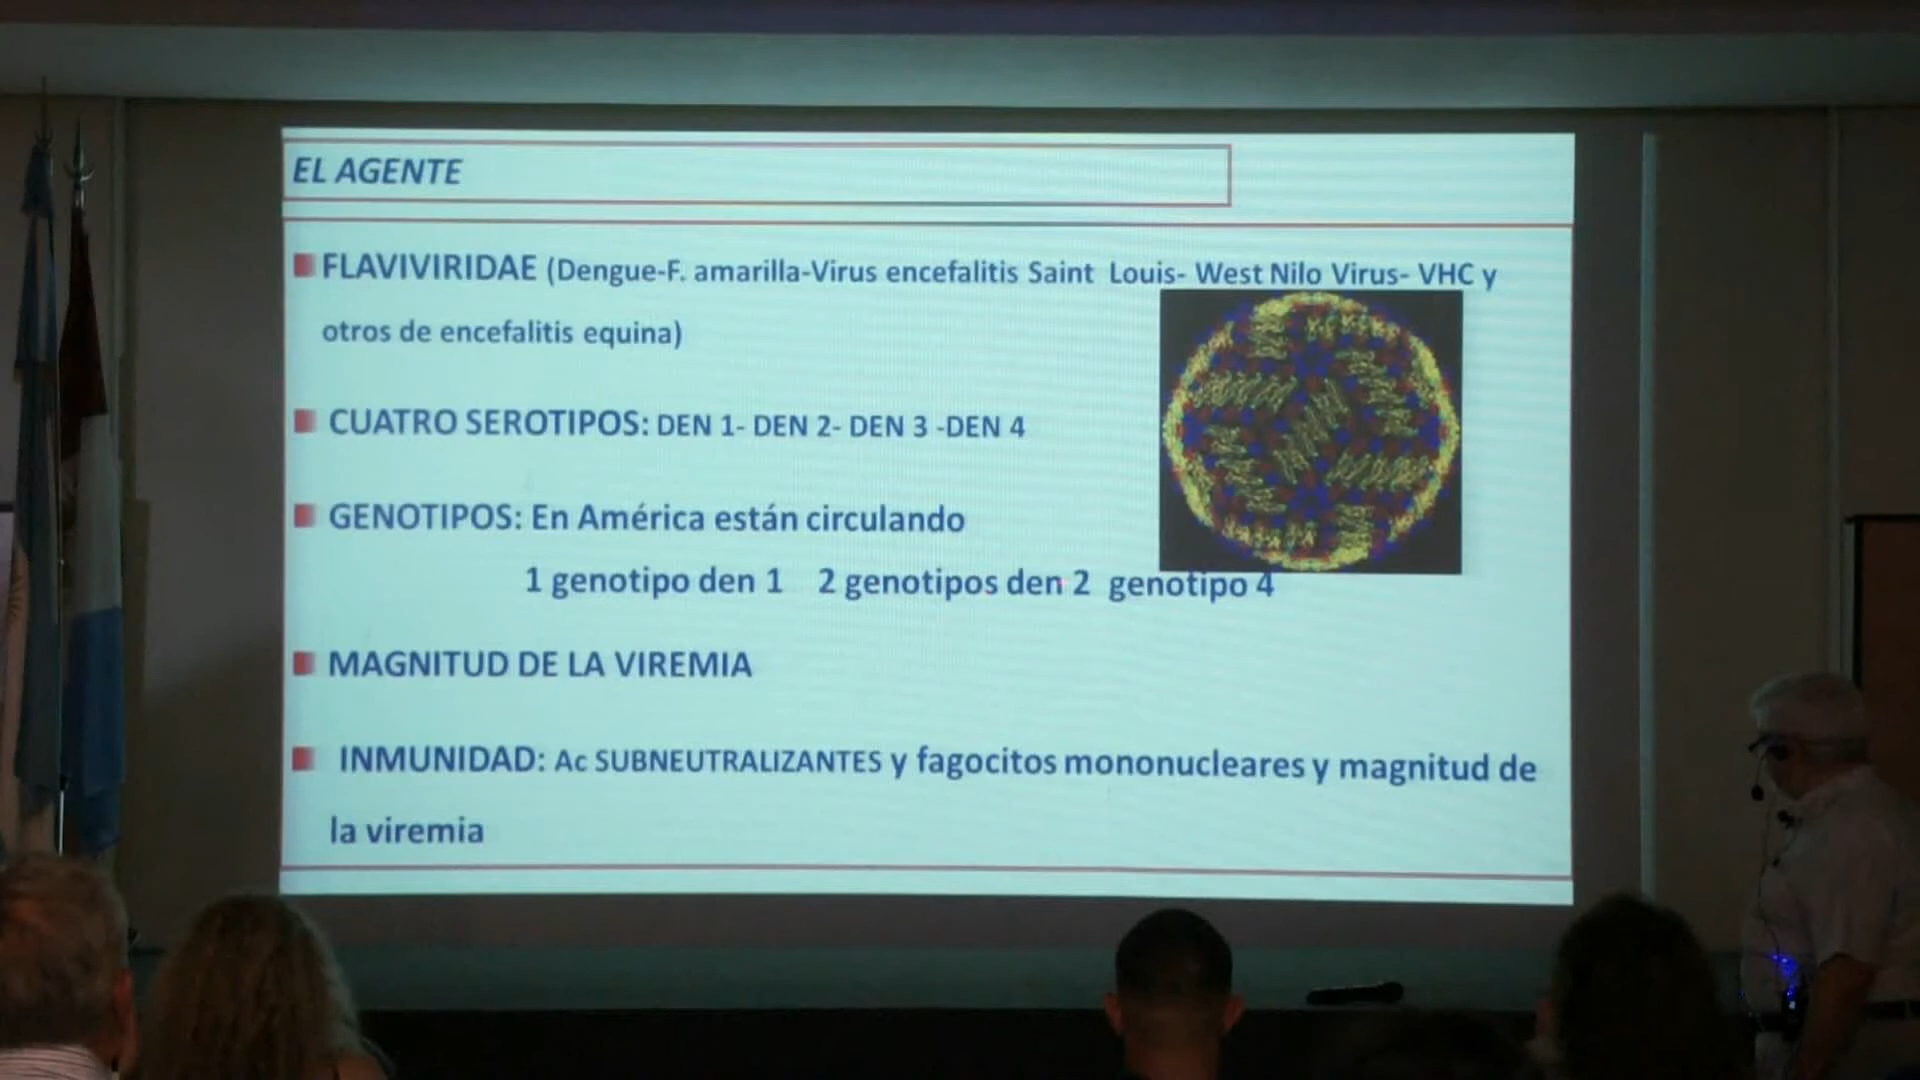 EL AGENTE
FLAVIVIRIDAE (Dengue-F. amarilla-Virus encefalitis Saint Louis- West Nilo Virus- VHC y
otros de encefalitis equina)
CUATRO SEROTIPOS: DEN 1- DEN 2- DEN 3 -DEN 4
GENOTIPOS: En América están circulando
1 genotipo den 1 2 genotipos den 2 genotipo 4
MAGNITUD DE LA VIREMIA
INMUNIDAD: Ac SUBNEUTRALIZANTES y fagocitos mononucleares y magnitud de
la viremia